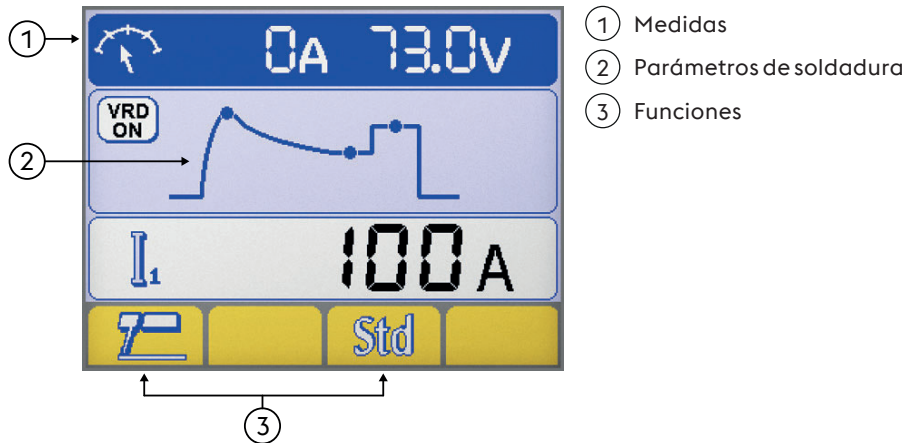 1 0A 73.0V
VRD
ON
2
I1 100A
Std
3
1 Medidas
2 Parámetros de soldadura
3 Funciones